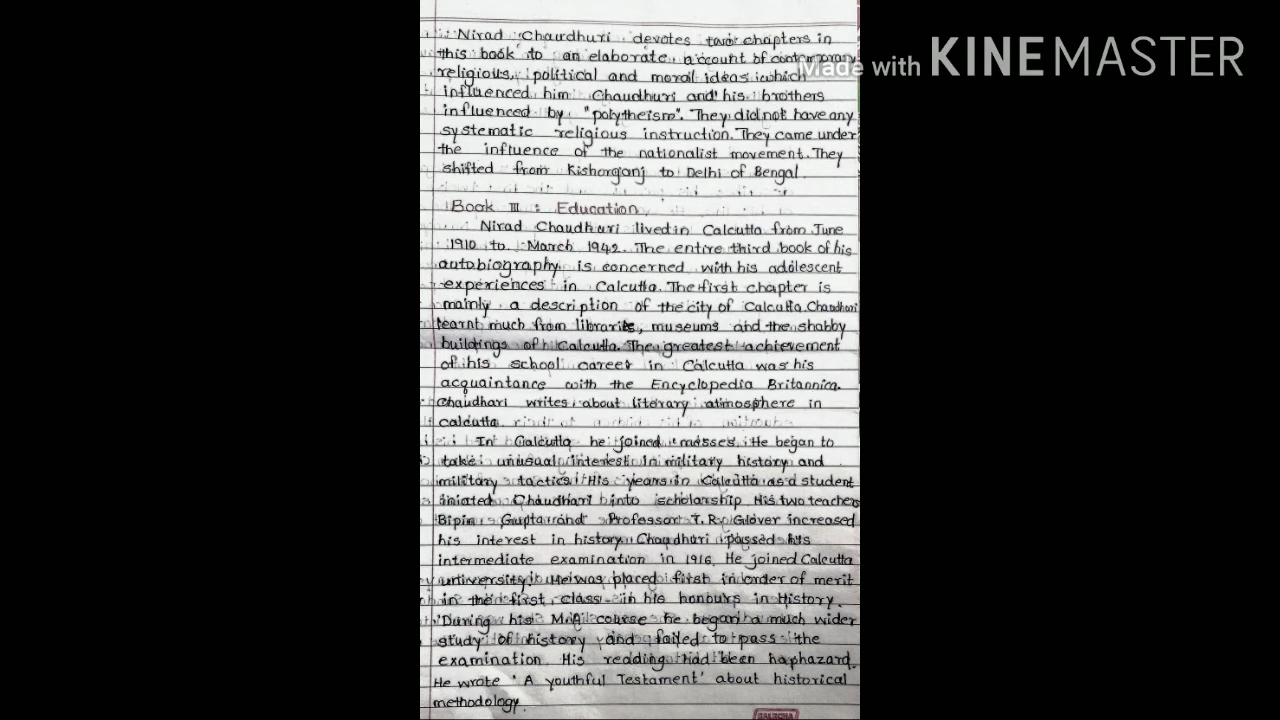 Made with KINEMASTER
Nirad Chaudhuri devotes two chapters in
this book to an elaborate account of contemporary
religious, political and moral ideas which
influenced him Chaudhuri and his brothers
influenced by "polytheism". They did not have any
systematic religious instruction. They came under
the influence of the nationalist movement. They
shifted from Kishorganj to Delhi of Bengal
Book III : Education
Nirad Chaudhari lived in Calcutta from June
1910 to March 1942. The entire third book of his
autobiography is concerned with his adolescent
experiences in Calcutta. The first chapter is
mainly a description of the city of Calcutta. Chaudhari
learnt much from libraries, museums and the shabby
buildings of Calcutta. The greatest achievement
of his school career in Calcutta was his
acquaintance with the Encyclopedia Britannica.
Chaudhari writes about literary atmosphere in
calcutta.
In Calcutta he joined messes. He began to
take unusual interest in military history and
military tactics. His years in Calcutta as a student
iniated Chaudhari into scholarship. His two teachers
Bipin Gupta and Professor T.R. Glover increased
his interest in history. Chaudhuri passed his
intermediate examination in 1916. He joined Calcutta
university. He was placed first in order of merit
in the first class in his honours in History.
During his M.A. course he began a much wider
study of history and failed to pass the
examination. His redding had been haphazard.
He wrote 'A youthful Testament' about historical
methodology.